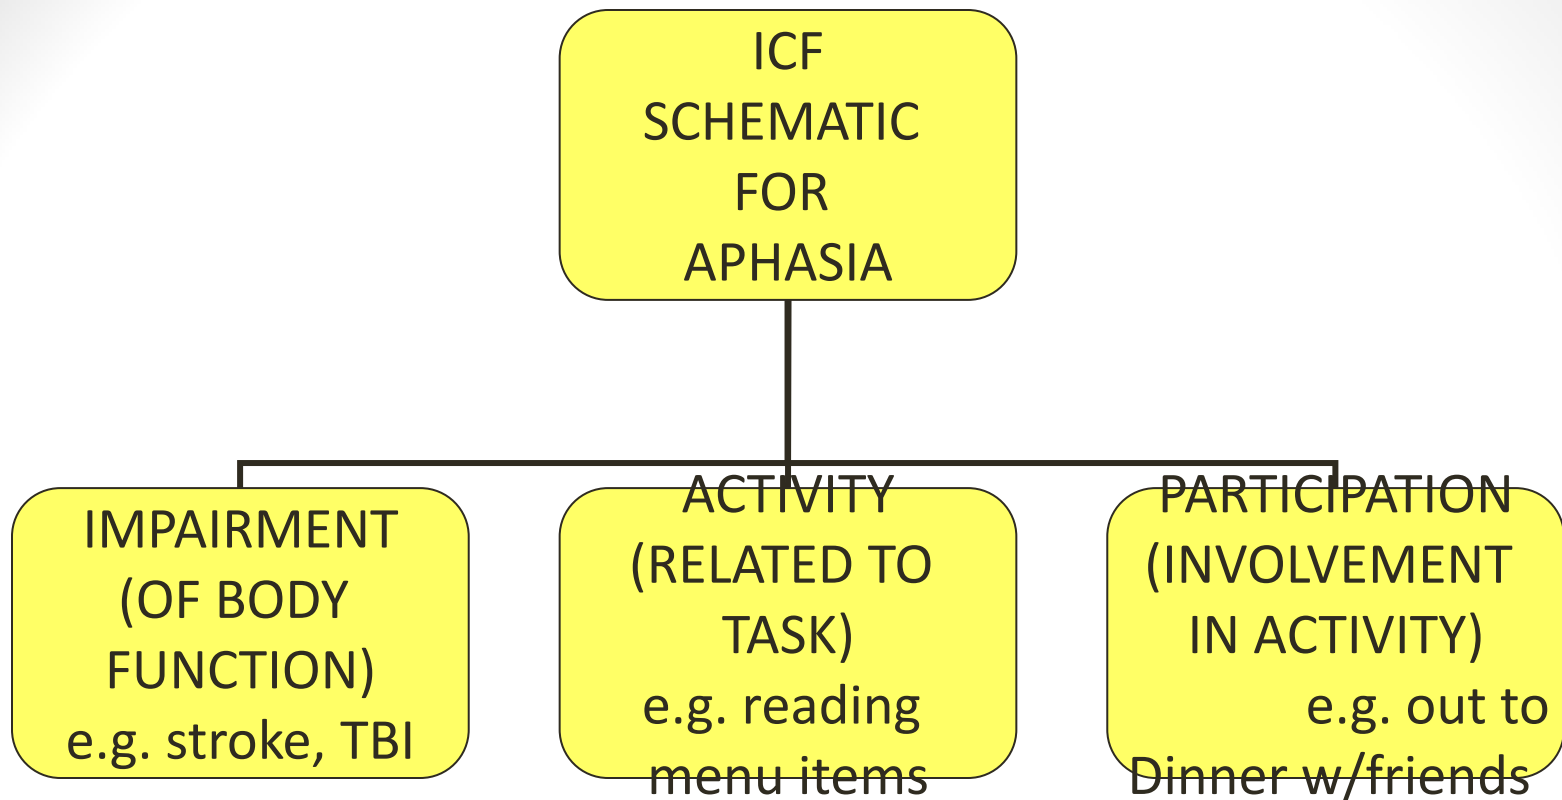 ICF
SCHEMATIC
FOR
APHASIA
IMPAIRMENT
(OF BODY
FUNCTION)
e.g. stroke, TBI
ACTIVITY
(RELATED TO
TASK)
e.g. reading
menu items
PARTICIPATION
(INVOLVEMENT
IN ACTIVITY)
e.g. out to
Dinner w/friends